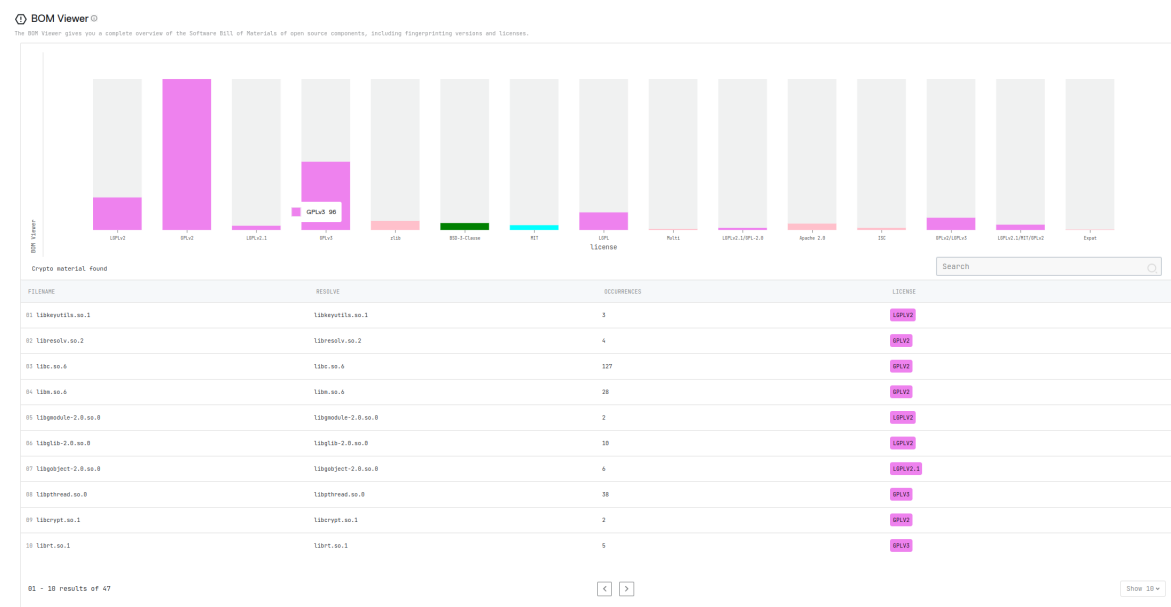 BOM Viewer
The BOM Viewer gives you a complete overview of the Software Bill of Materials of open source components, including fingerprinting versions and licenses.
BOM Viewer
GPLv3 96
LGPLv2 GPLv2 LGPLv2.1 GPLv3 zlib BSD-3-Clause MIT LGPL Multi LGPLv2.1/GPL-2.0 Apache 2.0 ISC GPLv2/LGPLv3 LGPLv2.1/MIT/GPLv2 Expat
license
Crypto material found
Search
FILENAME RESOLVE OCCURRENCES LICENSE
01 libkeyutils.so.1 libkeyutils.so.1 3 LGPLV2
02 libresolv.so.2 libresolv.so.2 4 GPLV2
03 libc.so.6 libc.so.6 127 GPLV2
04 libm.so.6 libm.so.6 28 GPLV2
05 libgmodule-2.0.so.0 libgmodule-2.0.so.0 2 LGPLV2
06 libglib-2.0.so.0 libglib-2.0.so.0 10 LGPLV2
07 libgobject-2.0.so.0 libgobject-2.0.so.0 6 LGPLV2.1
08 libpthread.so.0 libpthread.so.0 38 GPLV3
09 libcrypt.so.1 libcrypt.so.1 2 GPLV2
10 librt.so.1 librt.so.1 5 GPLV3
01 - 10 results of 47
Show 10